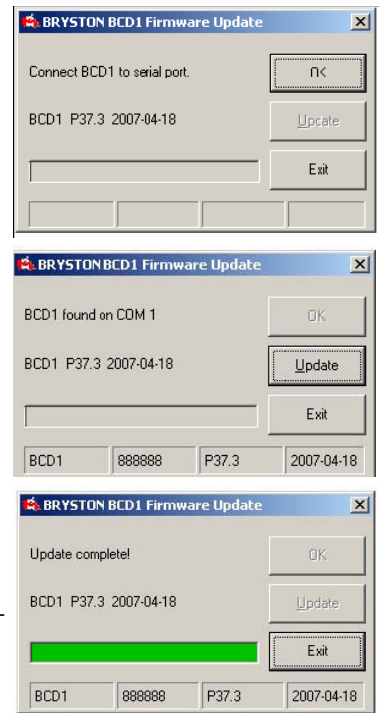 BRYSTON BCD1 Firmware Update
Connect BCD1 to serial port.
BCD1 P37.3 2007-04-18
Exit
BRYSTON BCD1 Firmware Update
BCD1 found on COM 1
OK
BCD1 P37.3 2007-04-18
Update
Exit
BCD1 888888 P37.3 2007-04-18
BRYSTON BCD1 Firmware Update
Update complete!
OK
BCD1 P37.3 2007-04-18
Update
Exit
BCD1 888888 P37.3 2007-04-18